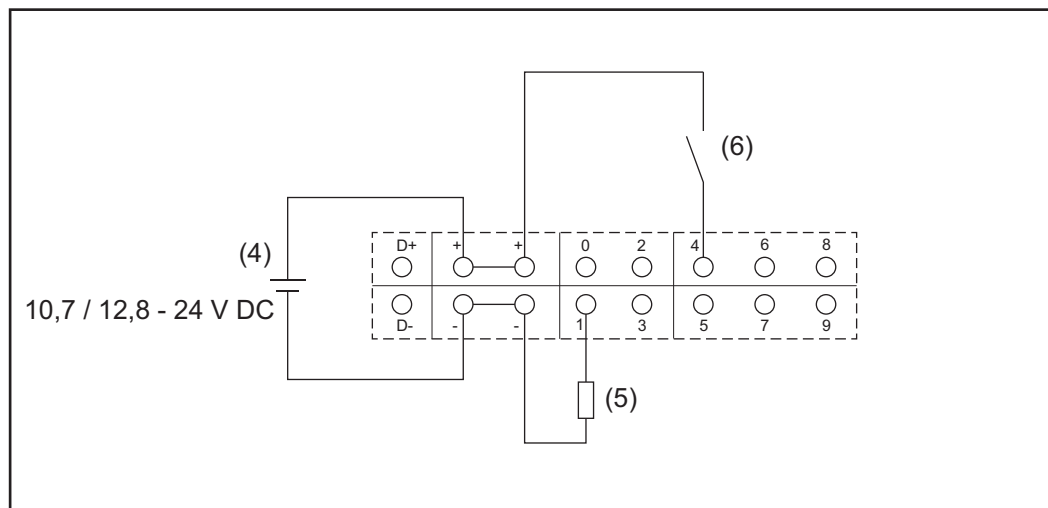 (6)
(4)
10,7 / 12,8 - 24 V DC
D+ + + 0 2 4 6 8
D- - - 1 3 5 7 9
(5)